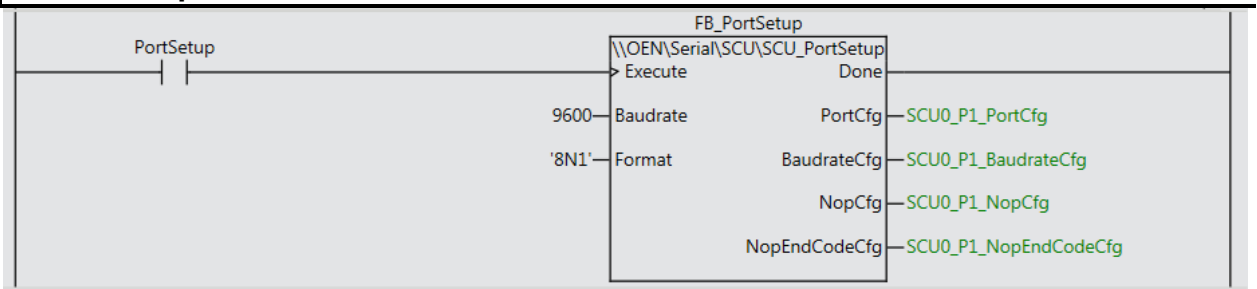 FB_PortSetup
PortSetup
\\OEN\Serial\SCU\SCU_PortSetup
Execute Done
9600 Baudrate PortCfg SCU0_P1_PortCfg
'8N1' Format BaudrateCfg SCU0_P1_BaudrateCfg
NopCfg SCU0_P1_NopCfg
NopEndCodeCfg SCU0_P1_NopEndCodeCfg